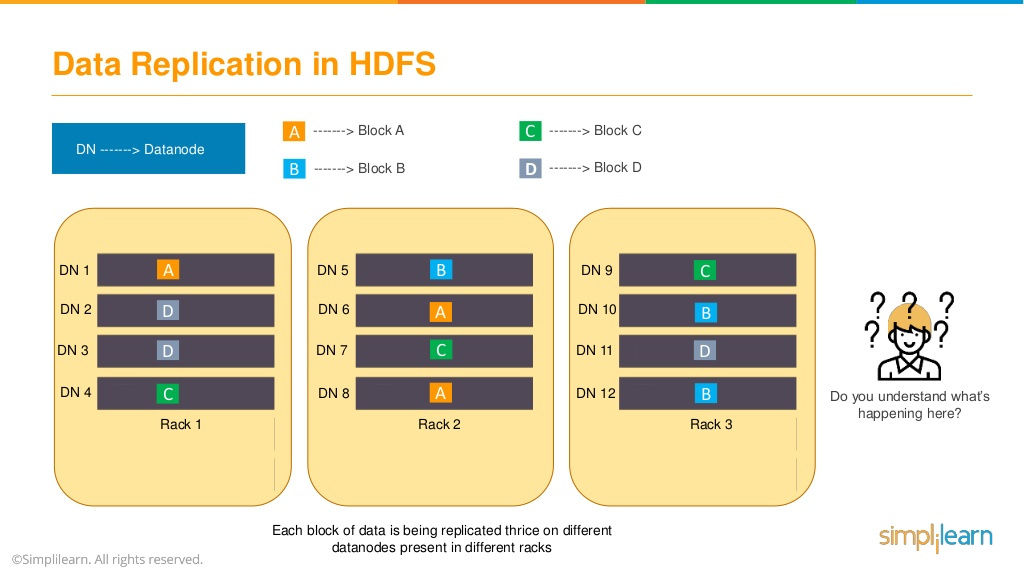 Data Replication in HDFS
DN -------> Datanode
A -------> Block A
C -------> Block C
B -------> Block B
D -------> Block D
DN 1 A
DN 2 D
DN 3 D
DN 4 C
Rack 1
DN 5 B
DN 6 A
DN 7 C
DN 8 A
Rack 2
DN 9 C
DN 10 B
DN 11 D
DN 12 B
Rack 3
? ? ?
? ?
Do you understand what's
happening here?
Each block of data is being replicated thrice on different
datanodes present in different racks
©Simplilearn. All rights reserved.
simplilearn